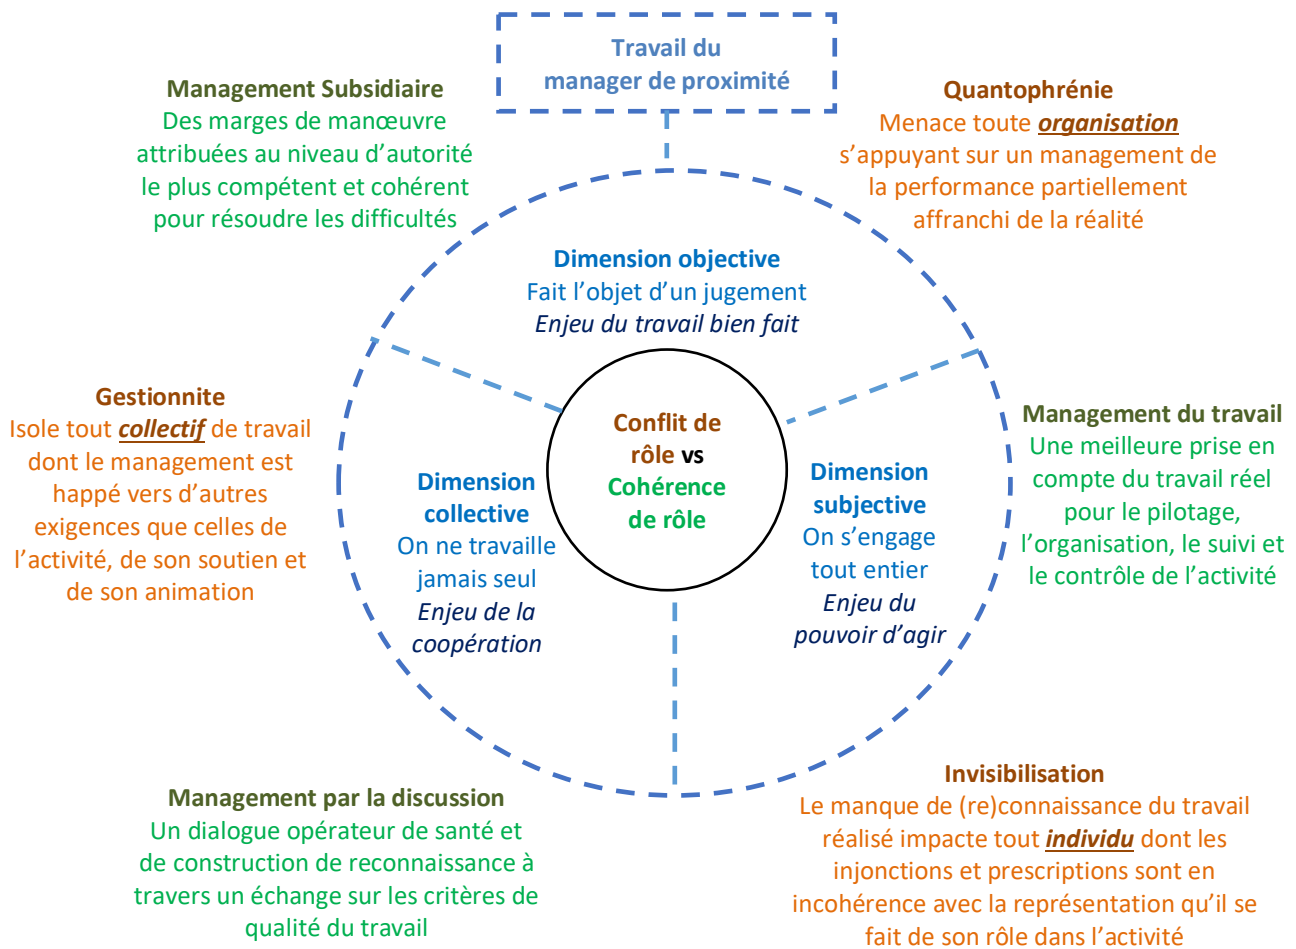 Travail du
manager de proximité
Management Subsidiaire
Des marges de manœuvre
attribuées au niveau d'autorité
le plus compétent et cohérent
pour résoudre les difficultés
Quantophrénie
Menace toute organisation
s'appuyant sur un management de
la performance partiellement
affranchi de la réalité
Dimension objective
Fait l'objet d'un jugement
Enjeu du travail bien fait
Gestionnite
Isole tout collectif de travail
dont le management est
happé vers d'autres
exigences que celles de
l'activité, de son soutien et
de son animation
Dimension
collective
On ne travaille
jamais seul
Enjeu de la
coopération
Conflit de
rôle vs
Cohérence
de rôle
Dimension
subjective
On s'engage
tout entier
Enjeu du
pouvoir d'agir
Management du travail
Une meilleure prise en
compte du travail réel
pour le pilotage,
l'organisation, le suivi et
le contrôle de l'activité
Management par la discussion
Un dialogue opérateur de santé et
de construction de reconnaissance à
travers un échange sur les critères de
qualité du travail
Invisibilisation
Le manque de (re)connaissance du travail
réalisé impacte tout individu dont les
injonctions et prescriptions sont en
incohérence avec la représentation qu'il se
fait de son rôle dans l'activité